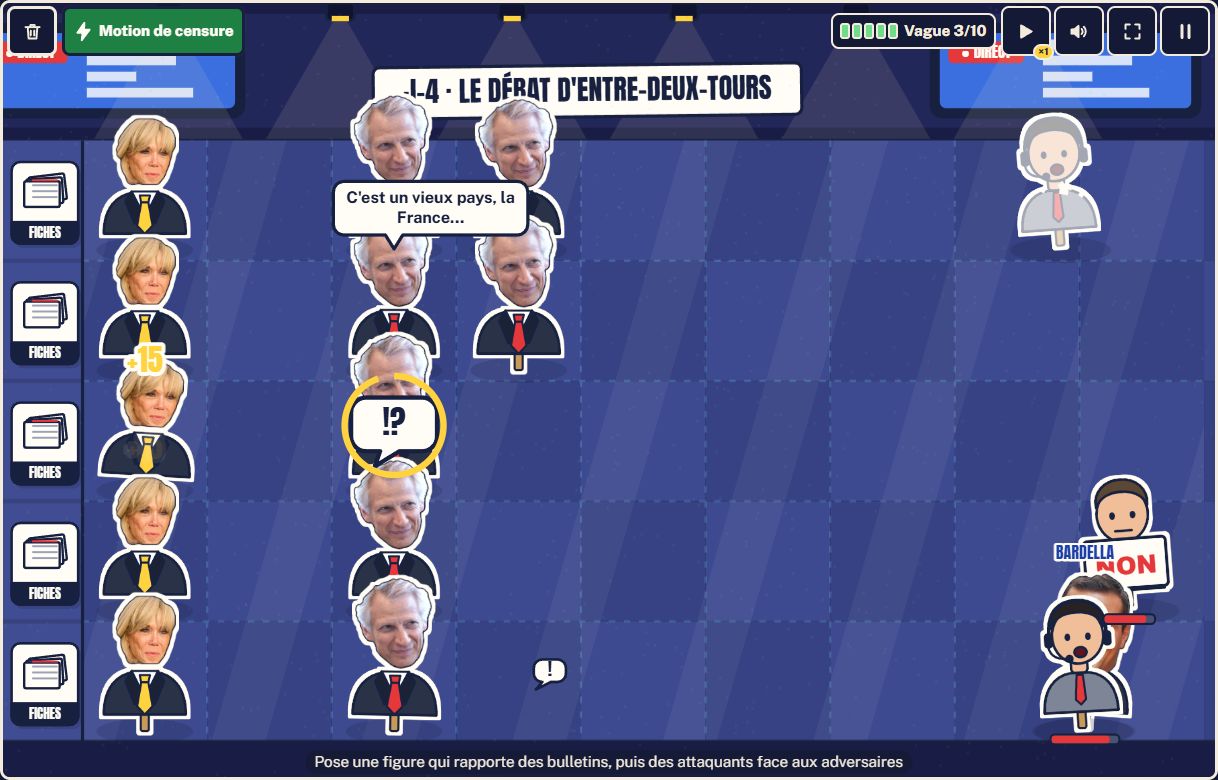 Motion de censure
Vague 3/10
×1
DIRECT
DIRECT
J-4 · LE DÉBAT D'ENTRE-DEUX-TOURS
C'est un vieux pays, la
France...
FICHES
FICHES
+15
!?
FICHES
FICHES
BARDELLA
NON
!
FICHES
Pose une figure qui rapporte des bulletins, puis des attaquants face aux adversaires